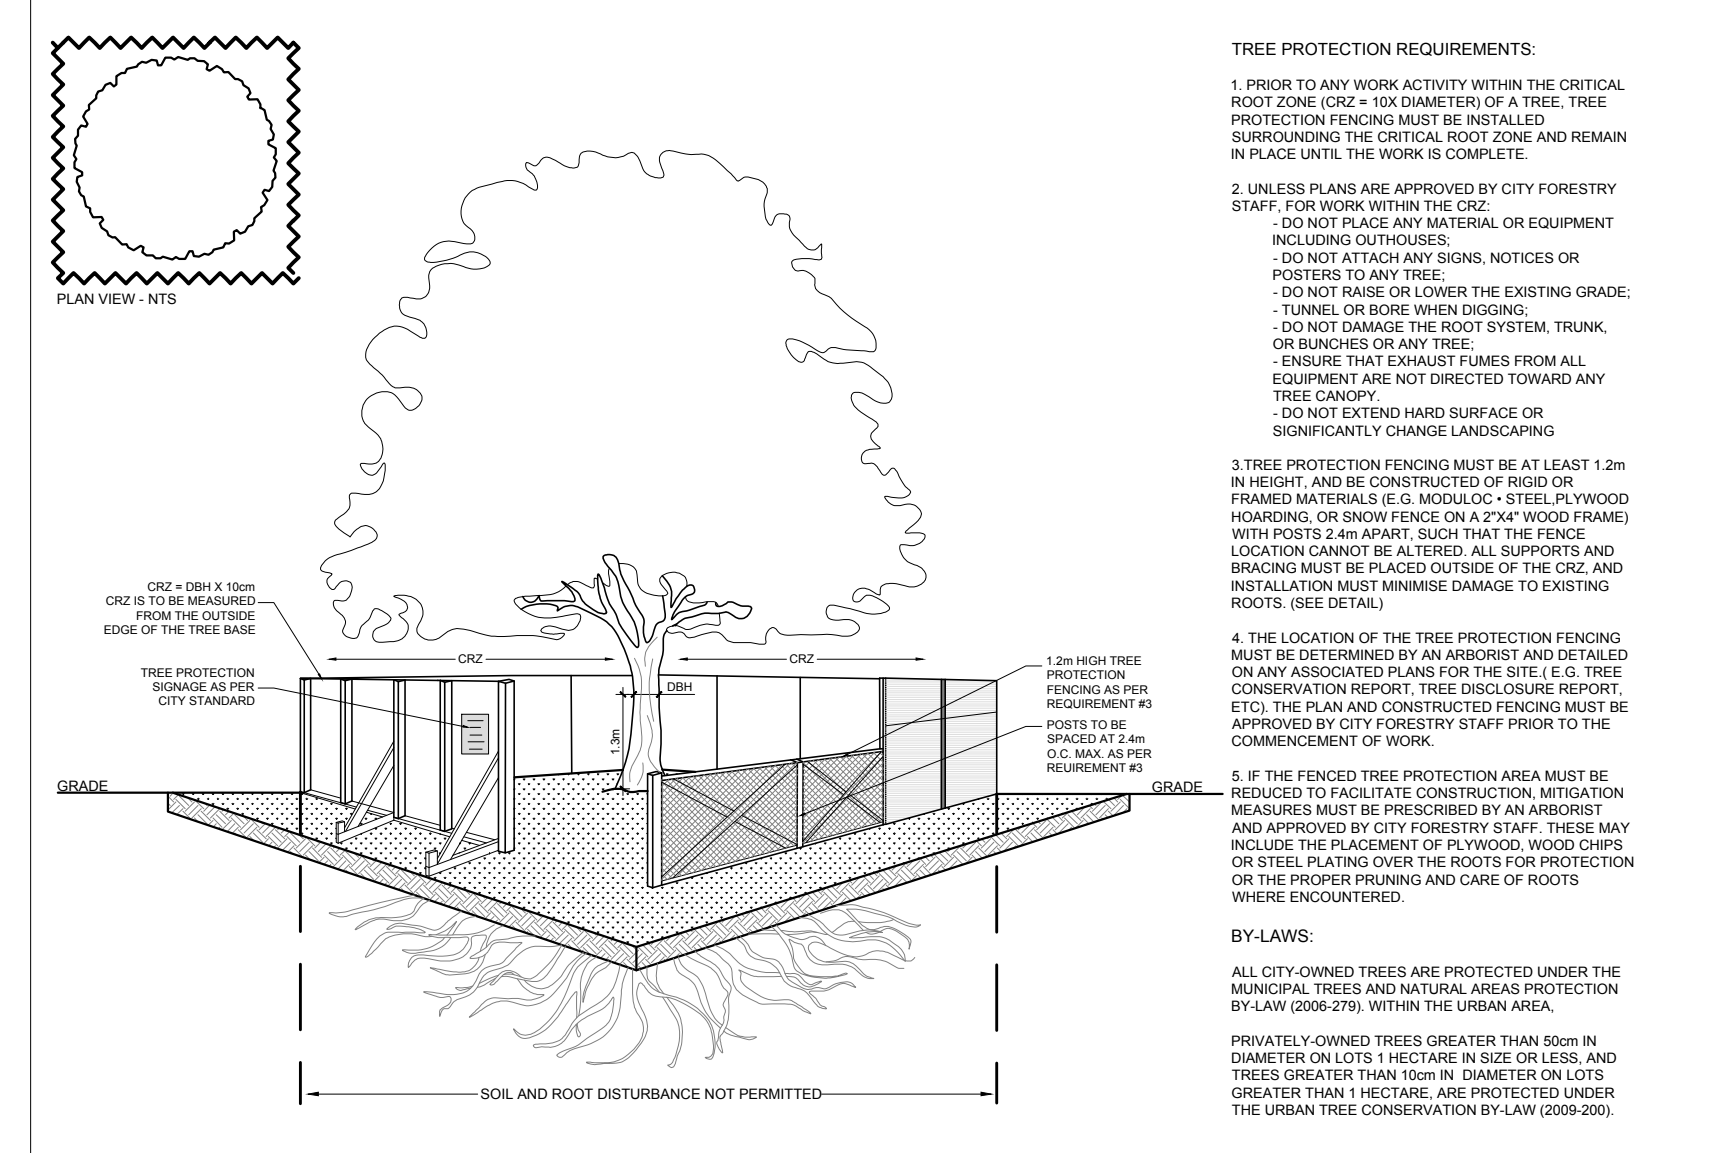 PLAN VIEW - NTS
CRZ = DBH X 10cm
CRZ IS TO BE MEASURED
FROM THE OUTSIDE
EDGE OF THE TREE BASE
TREE PROTECTION
SIGNAGE AS PER
CITY STANDARD
CRZ
CRZ
DBH
1.3m
1.2m HIGH TREE
PROTECTION
FENCING AS PER
REQUIREMENT #3
POSTS TO BE
SPACED AT 2.4m
O.C. MAX. AS PER
REUIREMENT #3
GRADE
GRADE
SOIL AND ROOT DISTURBANCE NOT PERMITTED
TREE PROTECTION REQUIREMENTS:
1. PRIOR TO ANY WORK ACTIVITY WITHIN THE CRITICAL
ROOT ZONE (CRZ = 10X DIAMETER) OF A TREE, TREE
PROTECTION FENCING MUST BE INSTALLED
SURROUNDING THE CRITICAL ROOT ZONE AND REMAIN
IN PLACE UNTIL THE WORK IS COMPLETE.
2. UNLESS PLANS ARE APPROVED BY CITY FORESTRY
STAFF, FOR WORK WITHIN THE CRZ:
- DO NOT PLACE ANY MATERIAL OR EQUIPMENT
INCLUDING OUTHOUSES;
- DO NOT ATTACH ANY SIGNS, NOTICES OR
POSTERS TO ANY TREE;
- DO NOT RAISE OR LOWER THE EXISTING GRADE;
- TUNNEL OR BORE WHEN DIGGING;
- DO NOT DAMAGE THE ROOT SYSTEM, TRUNK,
OR BUNCHES OR ANY TREE;
- ENSURE THAT EXHAUST FUMES FROM ALL
EQUIPMENT ARE NOT DIRECTED TOWARD ANY
TREE CANOPY.
- DO NOT EXTEND HARD SURFACE OR
SIGNIFICANTLY CHANGE LANDSCAPING
3.TREE PROTECTION FENCING MUST BE AT LEAST 1.2m
IN HEIGHT, AND BE CONSTRUCTED OF RIGID OR
FRAMED MATERIALS (E.G. MODULOC • STEEL,PLYWOOD
HOARDING, OR SNOW FENCE ON A 2"X4" WOOD FRAME)
WITH POSTS 2.4m APART, SUCH THAT THE FENCE
LOCATION CANNOT BE ALTERED. ALL SUPPORTS AND
BRACING MUST BE PLACED OUTSIDE OF THE CRZ, AND
INSTALLATION MUST MINIMISE DAMAGE TO EXISTING
ROOTS. (SEE DETAIL)
4. THE LOCATION OF THE TREE PROTECTION FENCING
MUST BE DETERMINED BY AN ARBORIST AND DETAILED
ON ANY ASSOCIATED PLANS FOR THE SITE.( E.G. TREE
CONSERVATION REPORT, TREE DISCLOSURE REPORT,
ETC). THE PLAN AND CONSTRUCTED FENCING MUST BE
APPROVED BY CITY FORESTRY STAFF PRIOR TO THE
COMMENCEMENT OF WORK.
5. IF THE FENCED TREE PROTECTION AREA MUST BE
REDUCED TO FACILITATE CONSTRUCTION, MITIGATION
MEASURES MUST BE PRESCRIBED BY AN ARBORIST
AND APPROVED BY CITY FORESTRY STAFF. THESE MAY
INCLUDE THE PLACEMENT OF PLYWOOD, WOOD CHIPS
OR STEEL PLATING OVER THE ROOTS FOR PROTECTION
OR THE PROPER PRUNING AND CARE OF ROOTS
WHERE ENCOUNTERED.
BY-LAWS:
ALL CITY-OWNED TREES ARE PROTECTED UNDER THE
MUNICIPAL TREES AND NATURAL AREAS PROTECTION
BY-LAW (2006-279). WITHIN THE URBAN AREA,
PRIVATELY-OWNED TREES GREATER THAN 50cm IN
DIAMETER ON LOTS 1 HECTARE IN SIZE OR LESS, AND
TREES GREATER THAN 10cm IN DIAMETER ON LOTS
GREATER THAN 1 HECTARE, ARE PROTECTED UNDER
THE URBAN TREE CONSERVATION BY-LAW (2009-200).